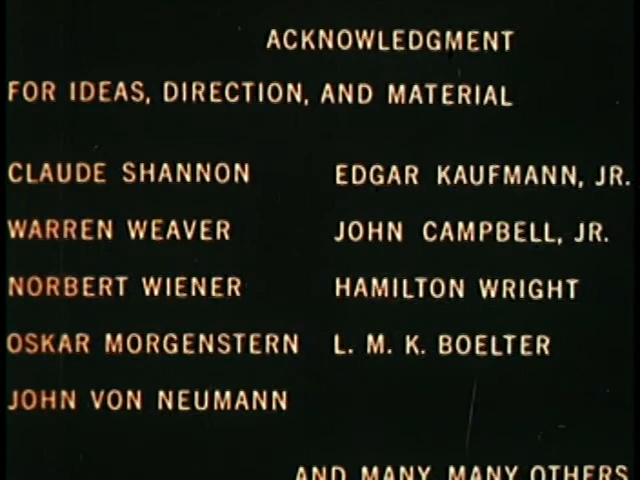 ACKNOWLEDGMENT
FOR IDEAS, DIRECTION, AND MATERIAL
CLAUDE SHANNON
WARREN WEAVER
NORBERT WIENER
OSKAR MORGENSTERN
JOHN VON NEUMANN
EDGAR KAUFMANN, JR.
JOHN CAMPBELL, JR.
HAMILTON WRIGHT
L. M. K. BOELTER
AND MANY, MANY OTHERS